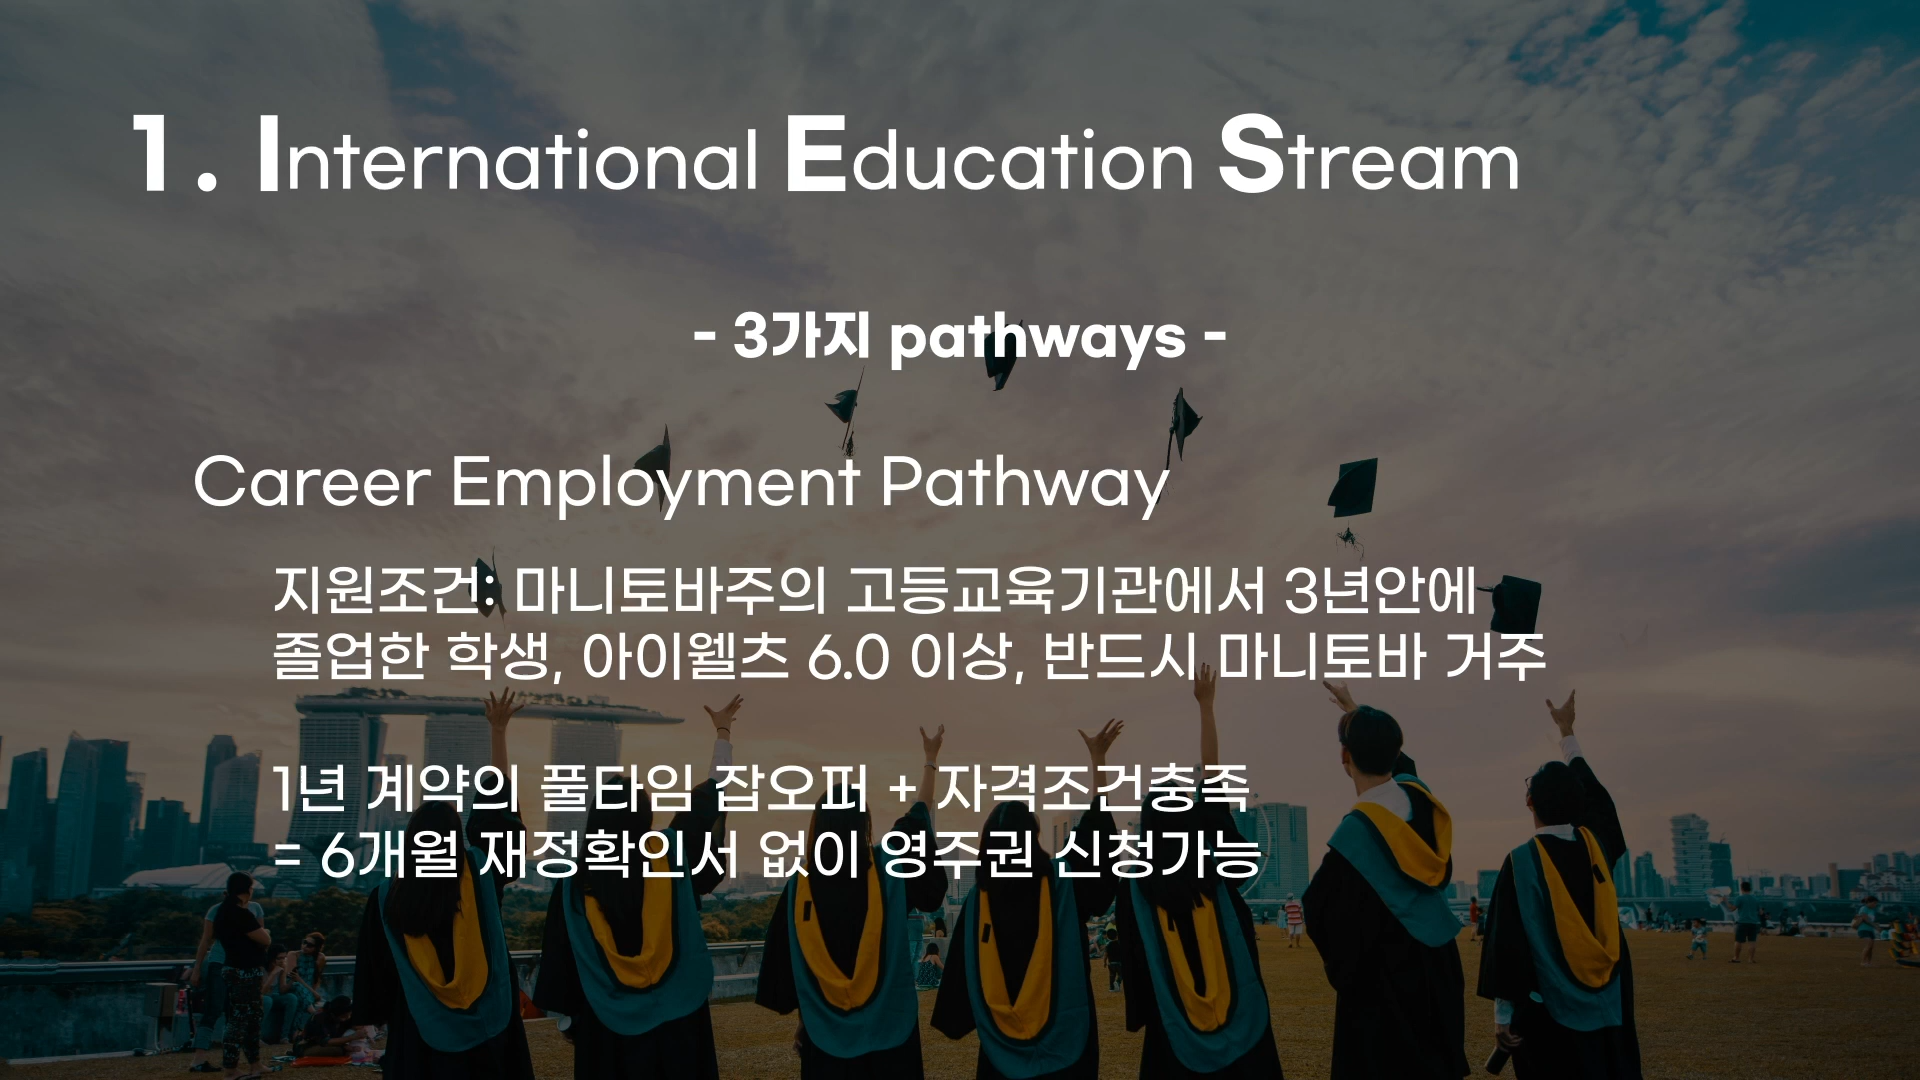 1. International Education Stream
- 3가지 pathways -
Career Employment Pathway
지원조건: 마니토바주의 고등교육기관에서 3년안에
졸업한 학생, 아이웰츠 6.0 이상, 반드시 마니토바 거주
1년 계약의 풀타임 잡오퍼 + 자격조건충족
= 6개월 재정확인서 없이 영주권 신청가능